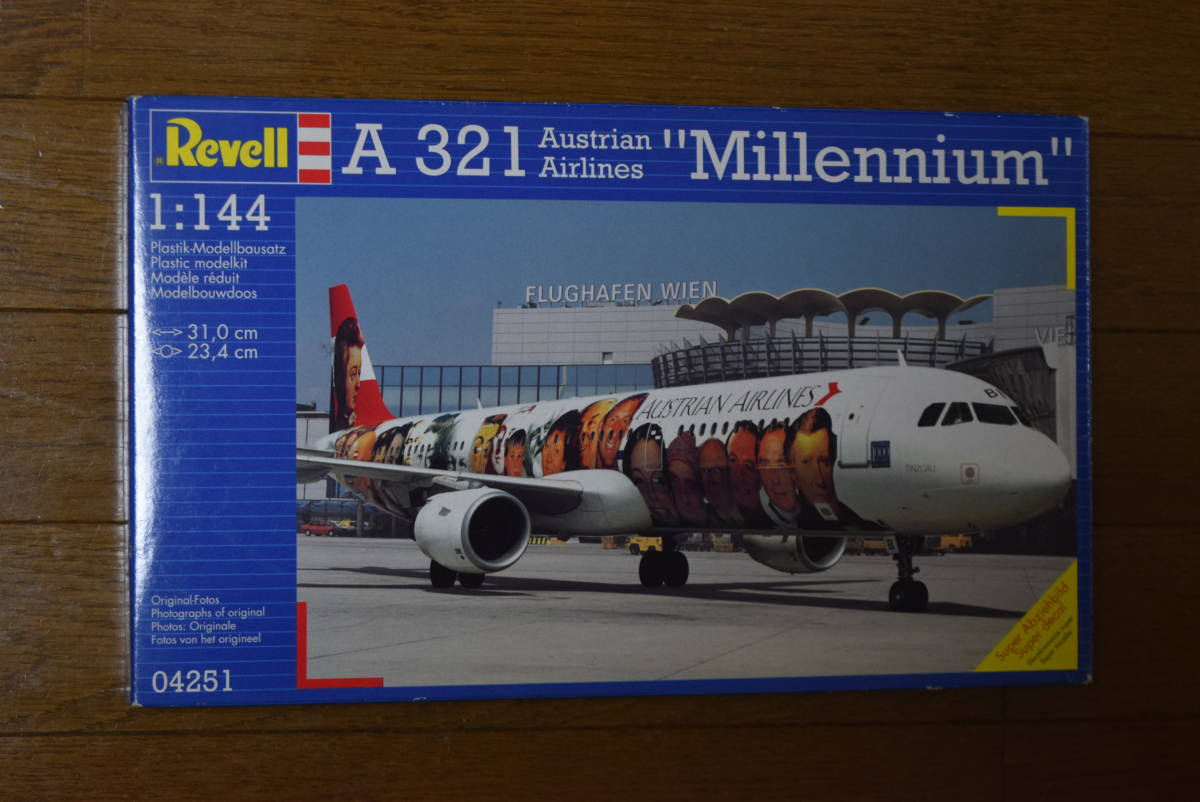 Revell
A 321
Austrian
Airlines
"Millennium"
1:144
Plastik-Modellbausatz
Plastic modelkit
Modèle réduit
Modelbouwdoos
31,0 cm
23,4 cm
FLUGHAFEN WIEN
VIE
AUSTRIAN AIRLINES
PINZGAU
Original-Fotos
Photographs of original
Photos: Originale
Fotos van het origineel
04251
Super Abziehbild
Super decal